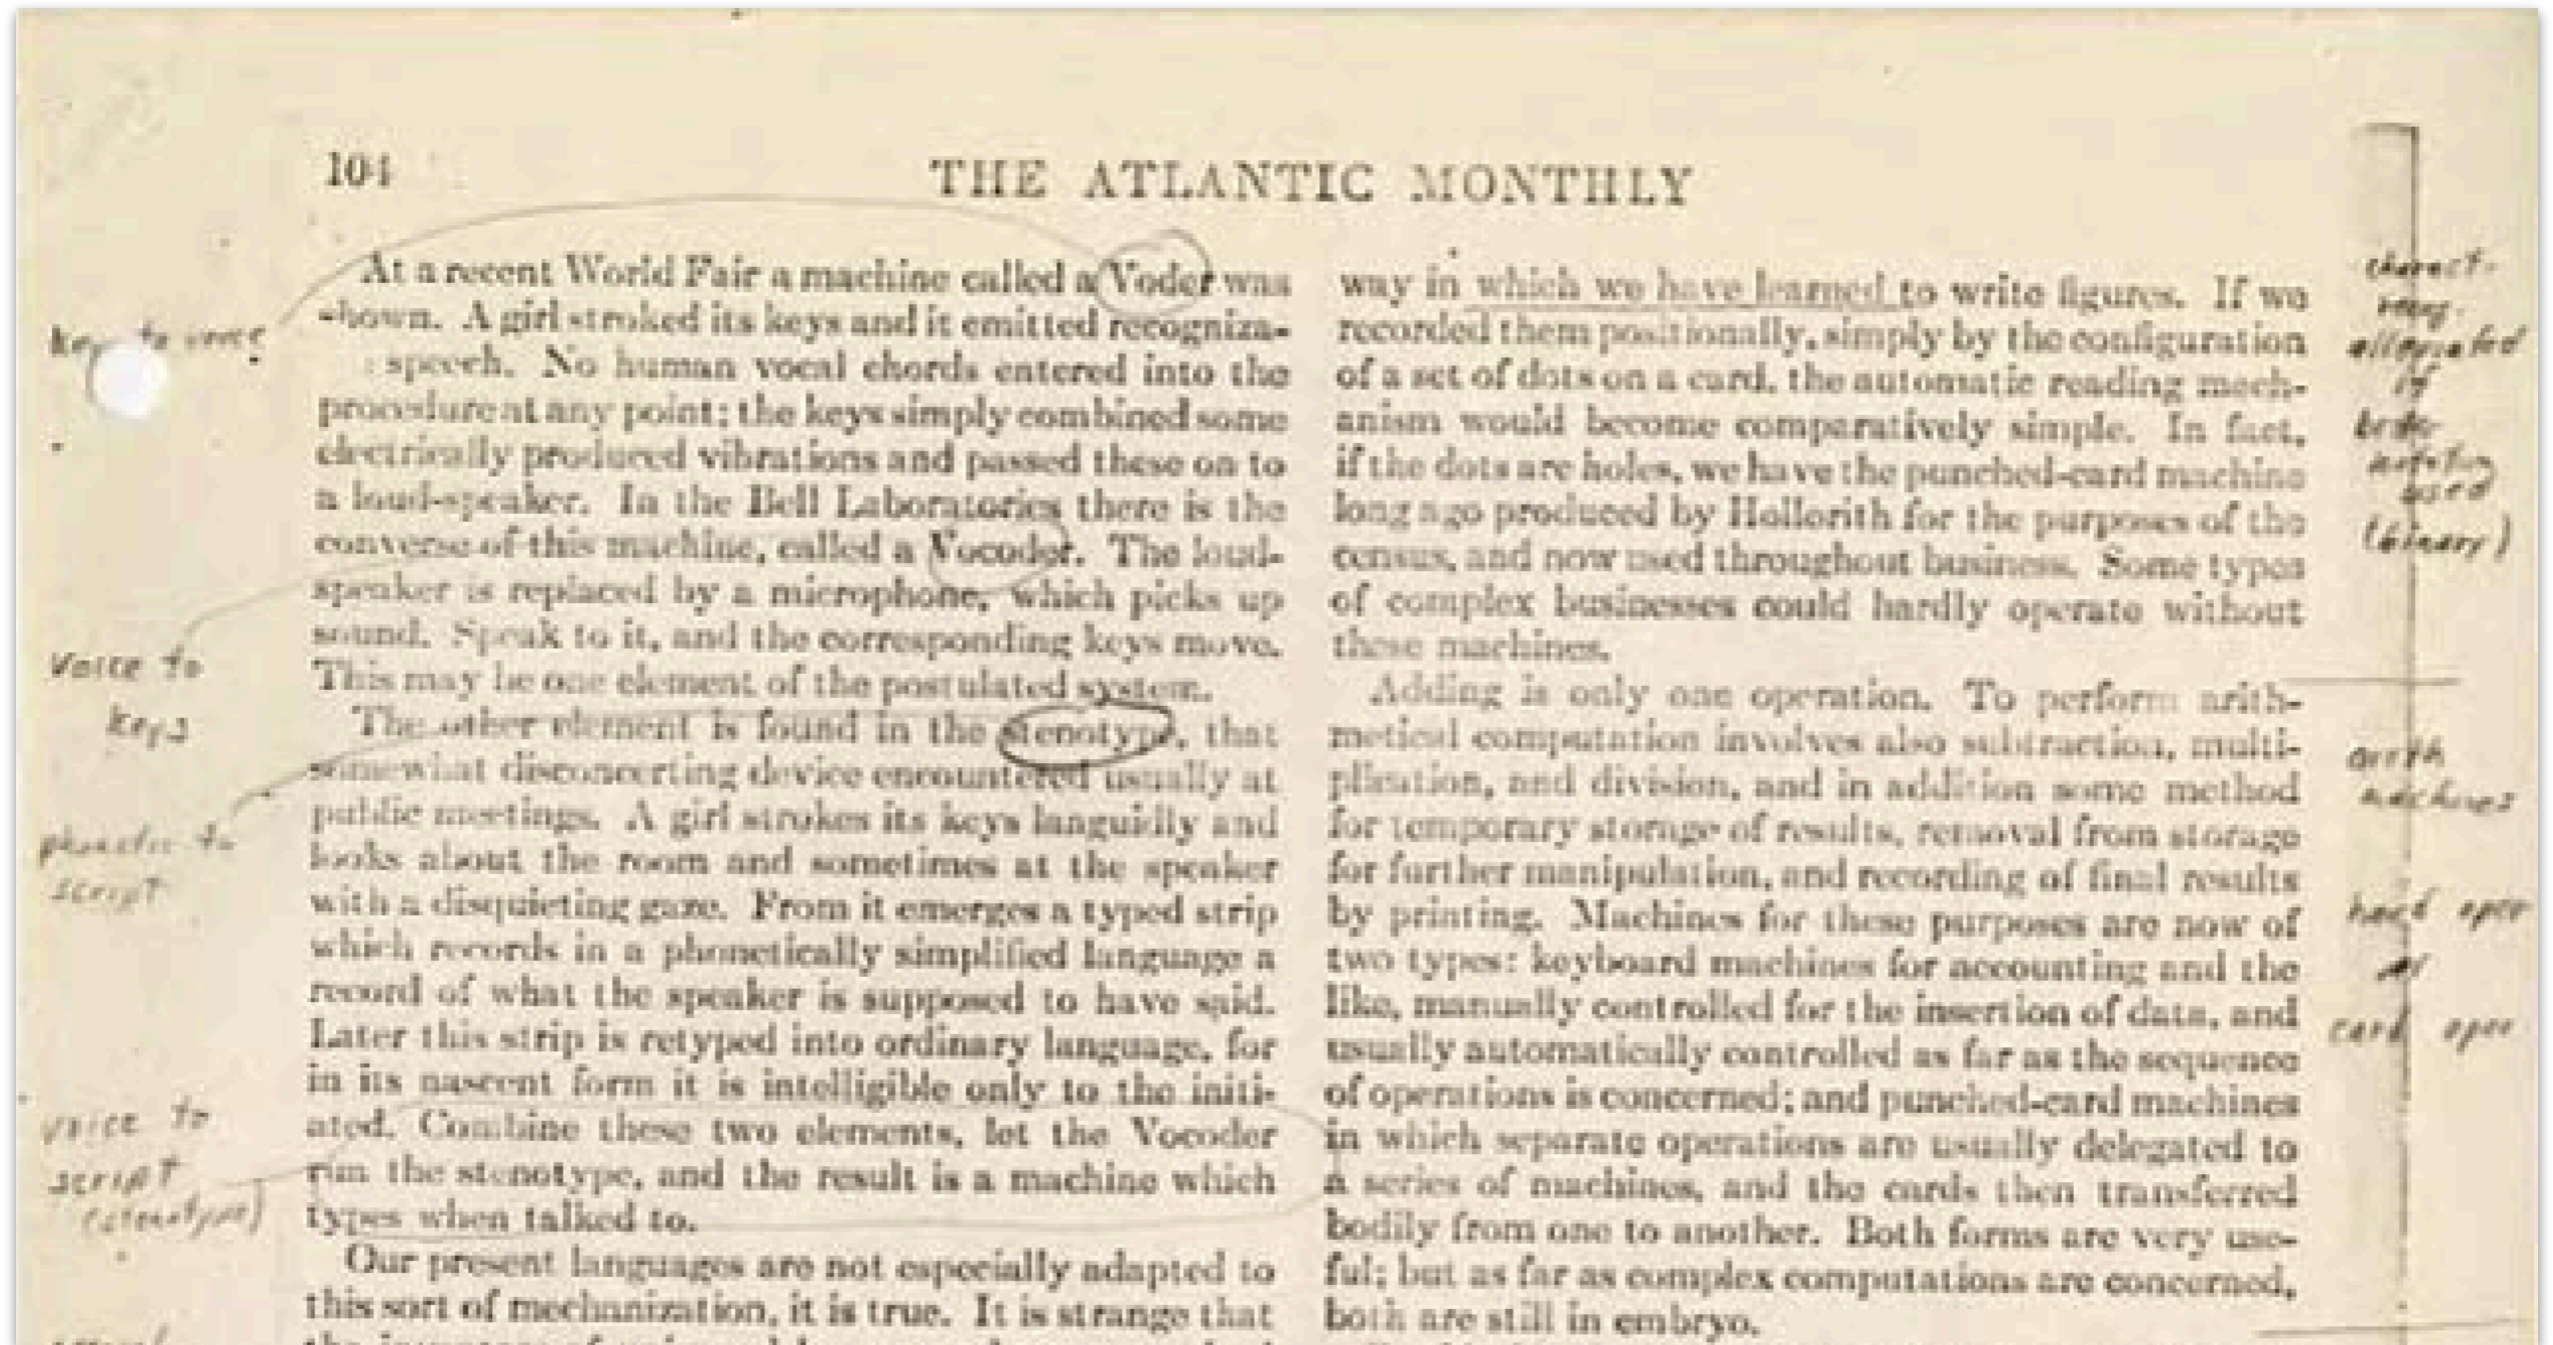 104
THE ATLANTIC MONTHLY
At a recent World Fair a machine called a Voder was
shown. A girl stroked its keys and it emitted recogniza-
speech. No human vocal chords entered into the
procedure at any point; the keys simply combined some
electrically produced vibrations and passed these on to
a loud-speaker. In the Bell Laboratories there is the
converse of this machine, called a Vocoder. The loud-
speaker is replaced by a microphone, which picks up
sound. Speak to it, and the corresponding keys move.
This may be one element of the postulated system.
The other element is found in the stenotype, that
somewhat disconcerting device encountered usually at
public meetings. A girl strokes its keys languidly and
looks about the room and sometimes at the speaker
with a disquieting gaze. From it emerges a typed strip
which records in a phonetically simplified language a
record of what the speaker is supposed to have said.
Later this strip is retyped into ordinary language, for
in its nascent form it is intelligible only to the initi-
ated. Combine these two elements, let the Vocoder
run the stenotype, and the result is a machine which
types when talked to.
Our present languages are not especially adapted to
this sort of mechanization, it is true. It is strange that
way in which we have learned to write figures. If we
recorded them positionally, simply by the configuration
of a set of dots on a card, the automatic reading mech-
anism would become comparatively simple. In fact,
if the dots are holes, we have the punched-card machine
long ago produced by Hollorith for the purposes of the
census, and now used throughout business. Some types
of complex businesses could hardly operate without
these machines.
Adding is only one operation. To perform arith-
metical computation involves also subtraction, multi-
plication, and division, and in addition some method
for temporary storage of results, removal from storage
for further manipulation, and recording of final results
by printing. Machines for these purposes are now of
two types: keyboard machines for accounting and the
like, manually controlled for the insertion of data, and
usually automatically controlled as far as the sequence
of operations is concerned; and punched-card machines
in which separate operations are usually delegated to
a series of machines, and the cards then transferred
bodily from one to another. Both forms are very use-
ful; but as far as complex computations are concerned,
both are still in embryo.
to voice
voice to
keys
phonetic to
script
voice to
script
(stenotype)
charact-
recog.
alleviated
if
notation
used
(binary)
arith
machines
hand oper
card oper